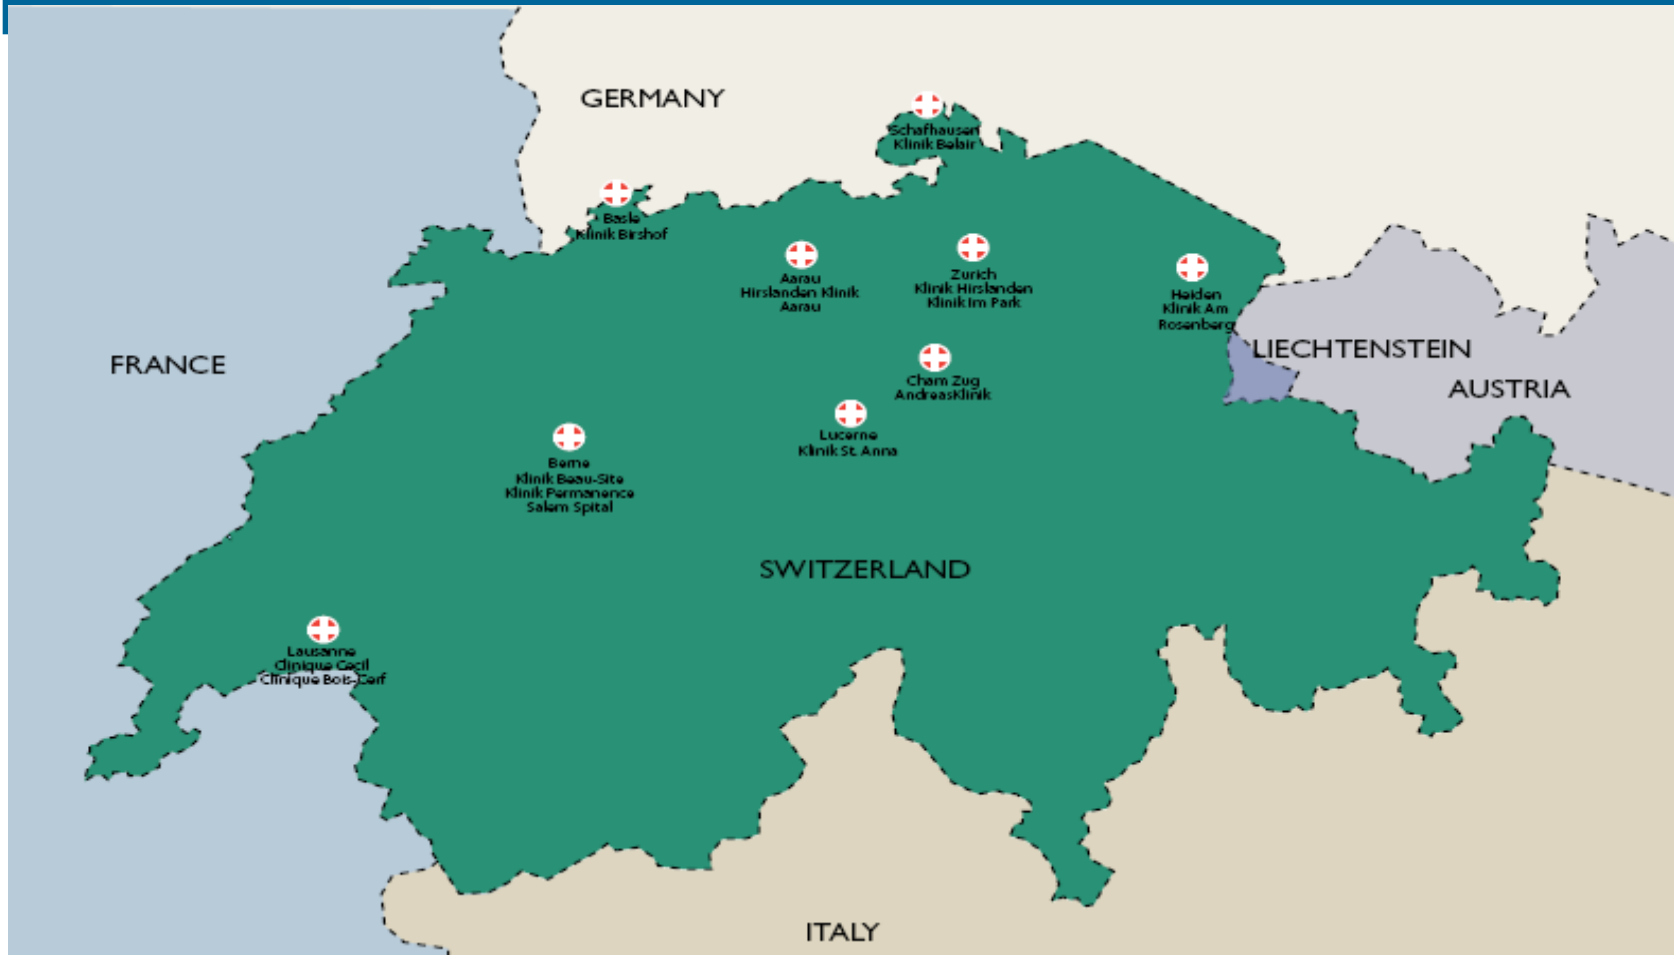 GERMANY
Schafhausen
Klinik Belair
Basle
Klinik Birshof
Aarau
Hirslanden Klinik
Aarau
Zurich
Klinik Hirslanden
Klinik Im Park
Heiden
Klinik Am
Rosenberg
FRANCE
LIECHTENSTEIN
AUSTRIA
Cham Zug
AndreasKlinik
Lucerne
Klinik St. Anna
Berne
Klinik Beau-Site
Klinik Permanence
Salem Spital
SWITZERLAND
Lausanne
Clinique Cecil
Clinique Bois-Cerf
ITALY